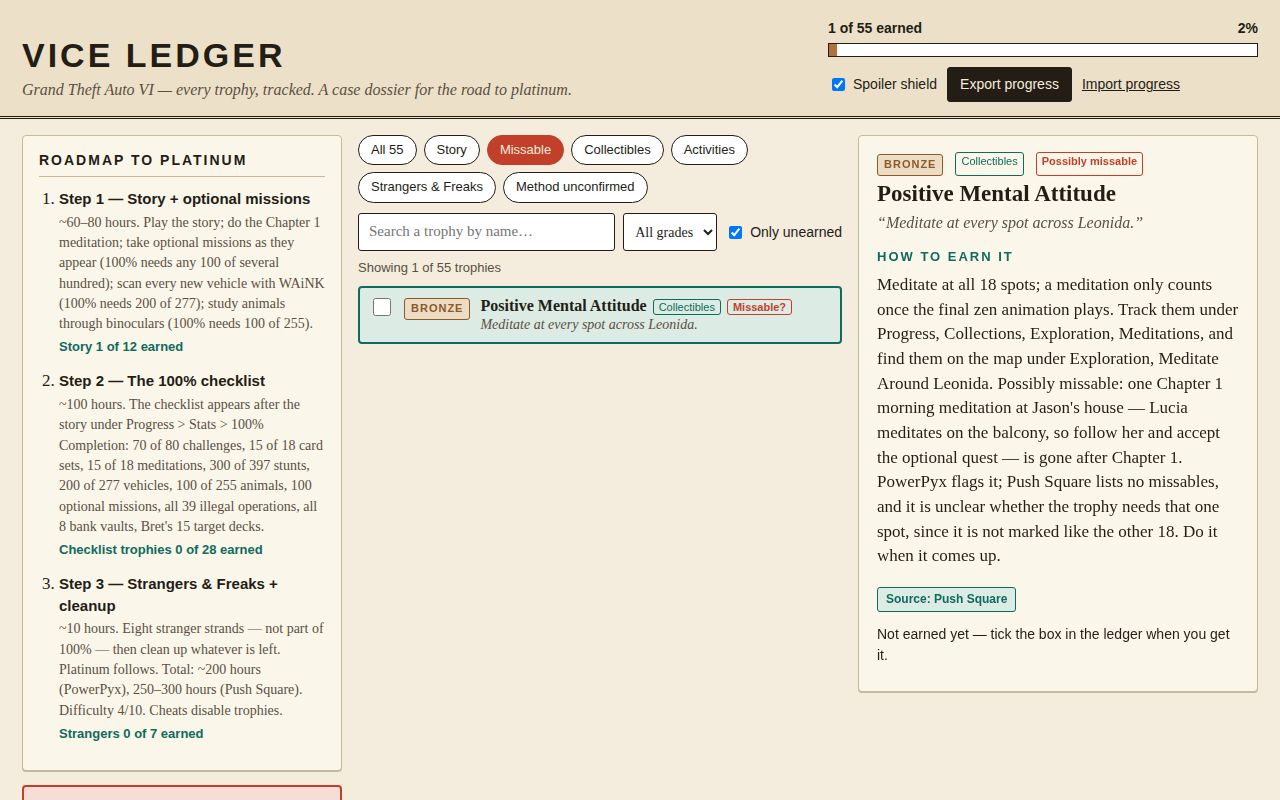 VICE LEDGER
Grand Theft Auto VI — every trophy, tracked. A case dossier for the road to platinum.
1 of 55 earned
2%
Spoiler shield
Export progress
Import progress
ROADMAP TO PLATINUM
1. Step 1 — Story + optional missions
~60–80 hours. Play the story; do the Chapter 1
meditation; take optional missions as they
appear (100% needs any 100 of several
hundred); scan every new vehicle with WAiNK
(100% needs 200 of 277); study animals
through binoculars (100% needs 100 of 255).
Story 1 of 12 earned
2. Step 2 — The 100% checklist
~100 hours. The checklist appears after the
story under Progress > Stats > 100%
Completion: 70 of 80 challenges, 15 of 18 card
sets, 15 of 18 meditations, 300 of 397 stunts,
200 of 277 vehicles, 100 of 255 animals, 100
optional missions, all 39 illegal operations, all
8 bank vaults, Bret's 15 target decks.
Checklist trophies 0 of 28 earned
3. Step 3 — Strangers & Freaks +
cleanup
~10 hours. Eight stranger strands — not part of
100% — then clean up whatever is left.
Platinum follows. Total: ~200 hours
(PowerPyx), 250–300 hours (Push Square).
Difficulty 4/10. Cheats disable trophies.
Strangers 0 of 7 earned
All 55
Story
Missable
Collectibles
Activities
Strangers & Freaks
Method unconfirmed
Search a trophy by name…
All grades
Only unearned
Showing 1 of 55 trophies
BRONZE
Positive Mental Attitude
Collectibles
Missable?
Meditate at every spot across Leonida.
BRONZE
Collectibles
Possibly missable
Positive Mental Attitude
“Meditate at every spot across Leonida.”
HOW TO EARN IT
Meditate at all 18 spots; a meditation only counts
once the final zen animation plays. Track them under
Progress, Collections, Exploration, Meditations, and
find them on the map under Exploration, Meditate
Around Leonida. Possibly missable: one Chapter 1
morning meditation at Jason's house — Lucia
meditates on the balcony, so follow her and accept
the optional quest — is gone after Chapter 1.
PowerPyx flags it; Push Square lists no missables,
and it is unclear whether the trophy needs that one
spot, since it is not marked like the other 18. Do it
when it comes up.
Source: Push Square
Not earned yet — tick the box in the ledger when you get
it.